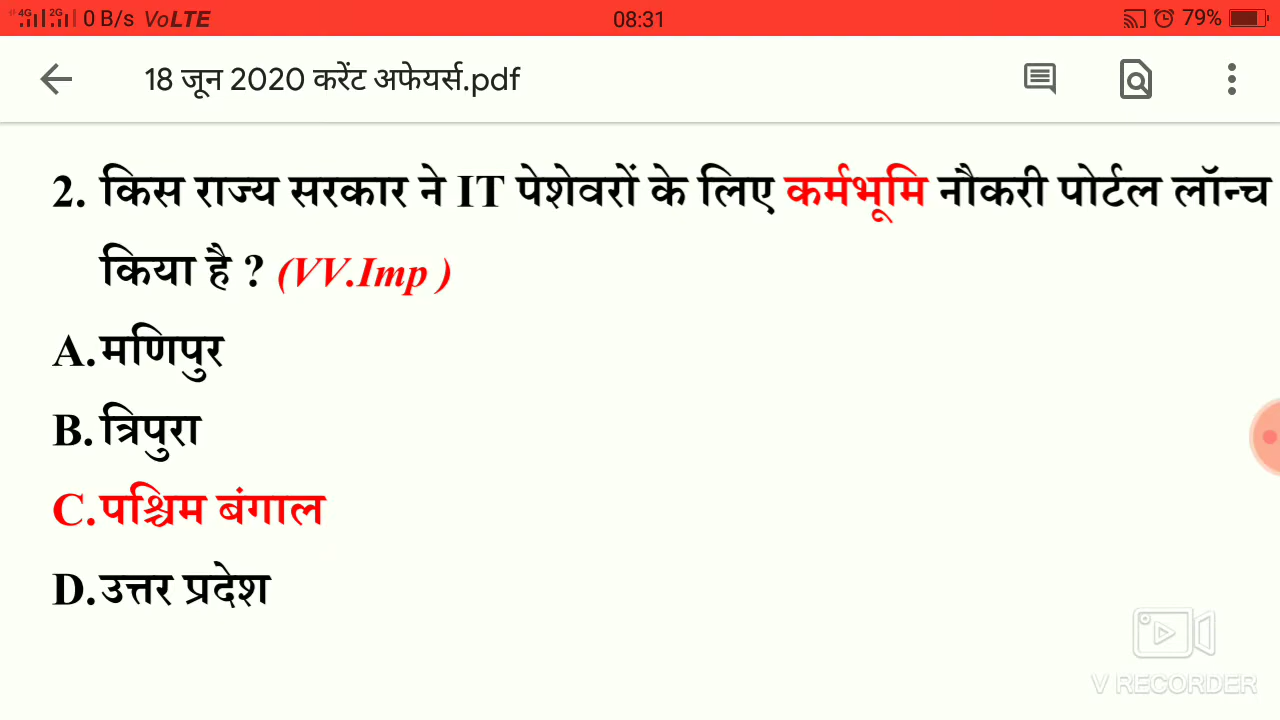 4G 2G 0 B/s VoLTE 08:31 79%
18 जून 2020 करेंट अफेयर्स.pdf
2. किस राज्य सरकार ने IT पेशेवरों के लिए कर्मभूमि नौकरी पोर्टल लॉन्च
किया है ? (VV.Imp )
A.मणिपुर
B.त्रिपुरा
C.पश्चिम बंगाल
D.उत्तर प्रदेश
V RECORDER